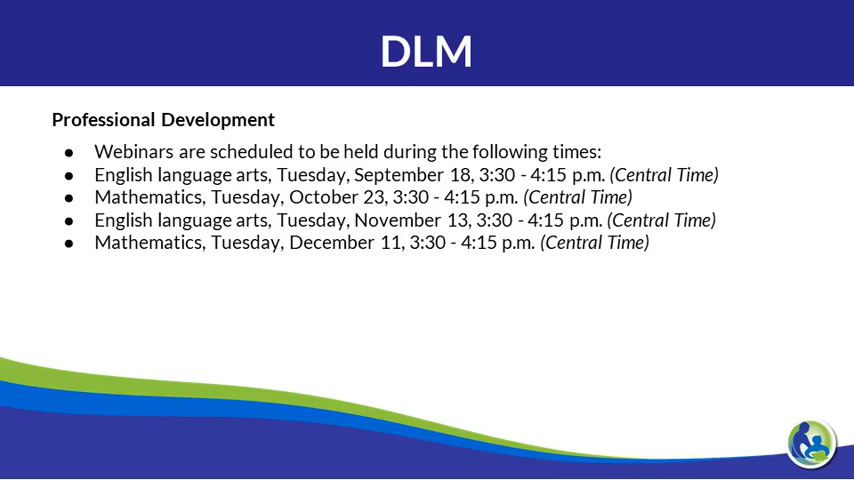 DLM
Professional Development
● Webinars are scheduled to be held during the following times:
● English language arts, Tuesday, September 18, 3:30 - 4:15 p.m. (Central Time)
● Mathematics, Tuesday, October 23, 3:30 - 4:15 p.m. (Central Time)
● English language arts, Tuesday, November 13, 3:30 - 4:15 p.m. (Central Time)
● Mathematics, Tuesday, December 11, 3:30 - 4:15 p.m. (Central Time)